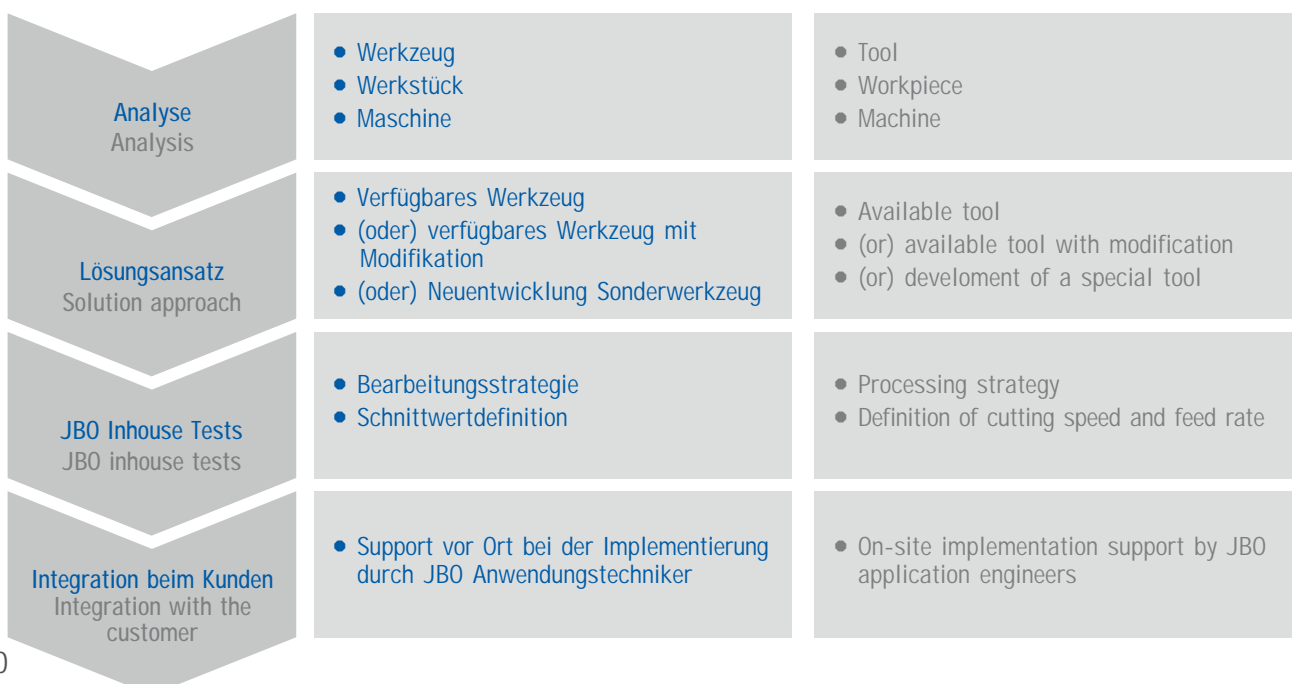 Analyse
Analysis
• Werkzeug
• Werkstück
• Maschine
• Tool
• Workpiece
• Machine
Lösungsansatz
Solution approach
• Verfügbares Werkzeug
• (oder) verfügbares Werkzeug mit
Modifikation
• (oder) Neuentwicklung Sonderwerkzeug
• Available tool
• (or) available tool with modification
• (or) develoment of a special tool
JBO Inhouse Tests
JBO inhouse tests
• Bearbeitungsstrategie
• Schnittwertdefinition
• Processing strategy
• Definition of cutting speed and feed rate
Integration beim Kunden
Integration with the
customer
• Support vor Ort bei der Implementierung
durch JBO Anwendungstechniker
• On-site implementation support by JBO
application engineers
0